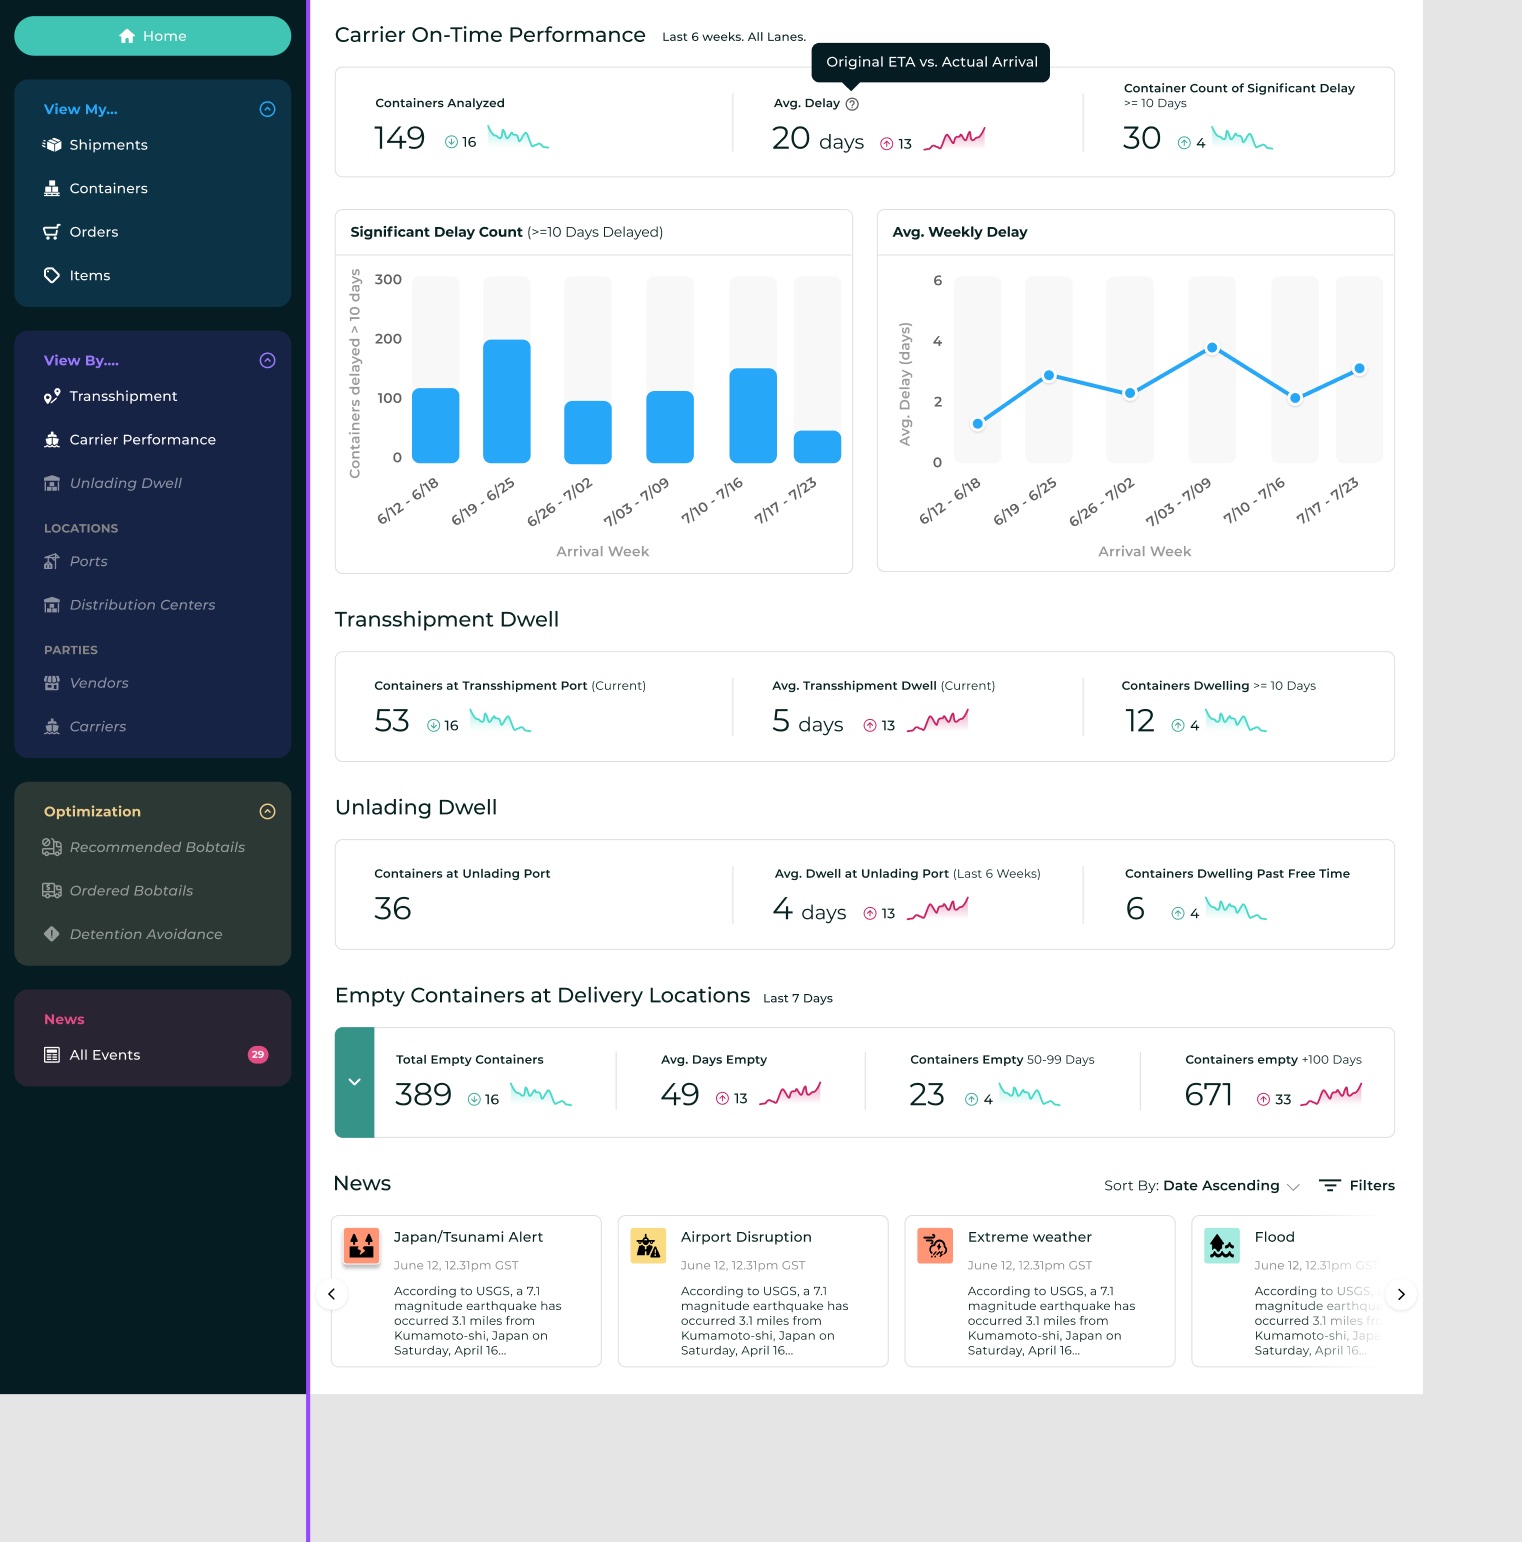 Home
View My...
Shipments
Containers
Orders
Items
View By....
Transshipment
Carrier Performance
Unlading Dwell
LOCATIONS
Ports
Distribution Centers
PARTIES
Vendors
Carriers
Optimization
Recommended Bobtails
Ordered Bobtails
Detention Avoidance
News
All Events 29
Carrier On-Time Performance Last 6 weeks. All Lanes.
Original ETA vs. Actual Arrival
Containers Analyzed
149 16
Avg. Delay ?
20 days 13
Container Count of Significant Delay
>= 10 Days
30 4
Significant Delay Count (>=10 Days Delayed)
Containers delayed > 10 days
300
200
100
0
6/12 - 6/18
6/19 - 6/25
6/26 - 7/02
7/03 - 7/09
7/10 - 7/16
7/17 - 7/23
Arrival Week
Avg. Weekly Delay
Avg. Delay (days)
6
4
2
0
6/12 - 6/18
6/19 - 6/25
6/26 - 7/02
7/03 - 7/09
7/10 - 7/16
7/17 - 7/23
Arrival Week
Transshipment Dwell
Containers at Transshipment Port (Current)
53 16
Avg. Transshipment Dwell (Current)
5 days 13
Containers Dwelling >= 10 Days
12 4
Unlading Dwell
Containers at Unlading Port
36
Avg. Dwell at Unlading Port (Last 6 Weeks)
4 days 13
Containers Dwelling Past Free Time
6 4
Empty Containers at Delivery Locations Last 7 Days
Total Empty Containers
389 16
Avg. Days Empty
49 13
Containers Empty 50-99 Days
23 4
Containers empty +100 Days
671 33
News
Sort By: Date Ascending
Filters
Japan/Tsunami Alert
June 12, 12.31pm GST
According to USGS, a 7.1
magnitude earthquake has
occurred 3.1 miles from
Kumamoto-shi, Japan on
Saturday, April 16...
Airport Disruption
June 12, 12.31pm GST
According to USGS, a 7.1
magnitude earthquake has
occurred 3.1 miles from
Kumamoto-shi, Japan on
Saturday, April 16...
Extreme weather
June 12, 12.31pm GST
According to USGS, a 7.1
magnitude earthquake has
occurred 3.1 miles from
Kumamoto-shi, Japan on
Saturday, April 16...
Flood
June 12, 12.31pm GST
According to USGS,
magnitude
occurred 3.1 miles
Kumamoto-shi,
Saturday, April 16...